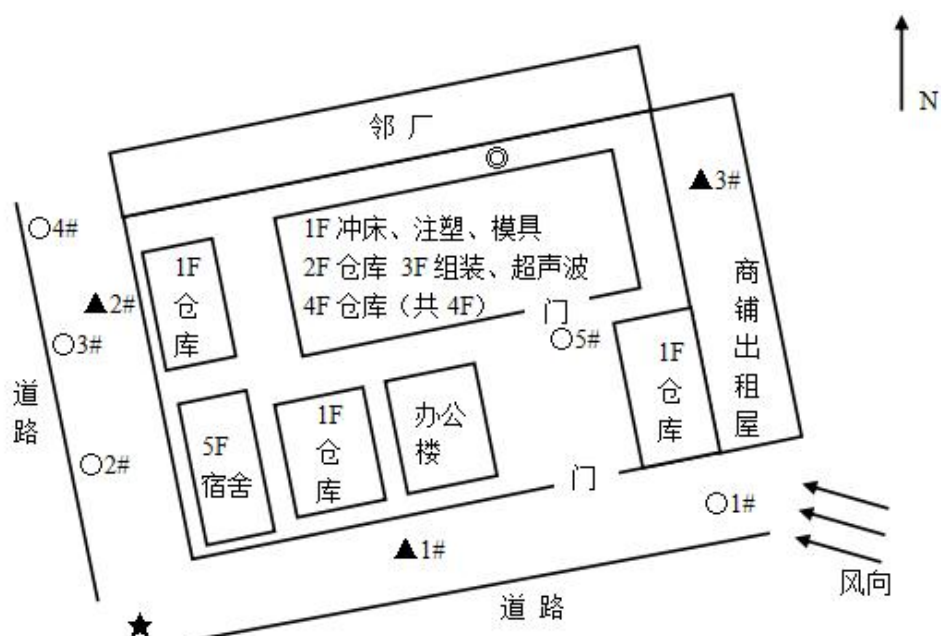 N
邻 厂
▲3#
○4#
1F 冲床、注塑、模具
2F 仓库 3F 组装、超声波
4F 仓库（共 4F）
门
1F
仓
库
▲2#
○3#
○5#
商
铺
出
租
屋
1F
仓
库
道
路
○2#
5F
宿舍
1F
仓
库
办公
楼
门
○1#
▲1#
风向
道 路